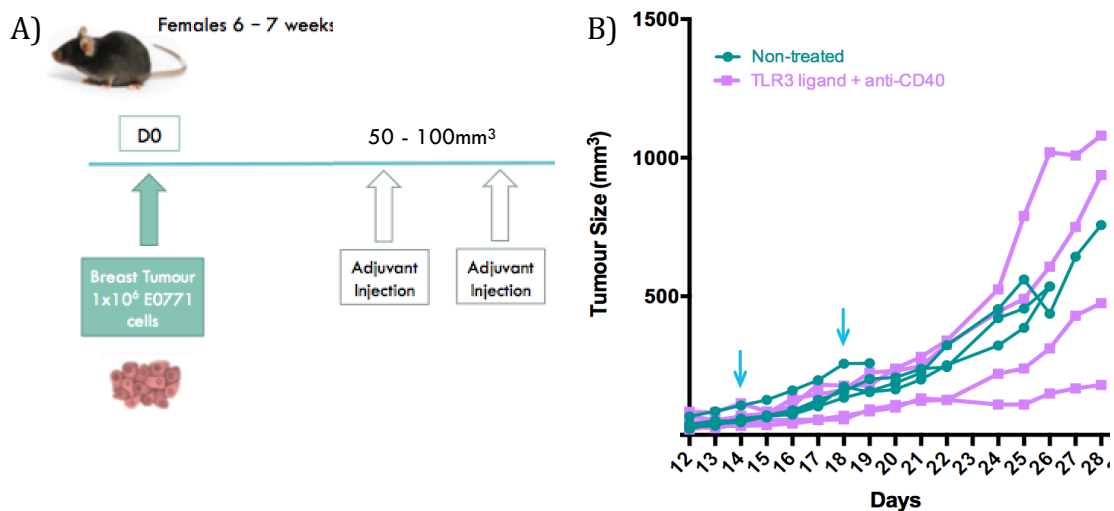 A)
Females 6 – 7 weeks
D0
50 - 100mm³
Breast Tumour
1x10⁶ E0771
cells
Adjuvant
Injection
Adjuvant
Injection
B)
Tumour Size (mm³)
1500
1000
500
Non-treated
TLR3 ligand + anti-CD40
12
13
14
15
16
17
18
19
20
21
22
23
24
25
26
27
28
Days